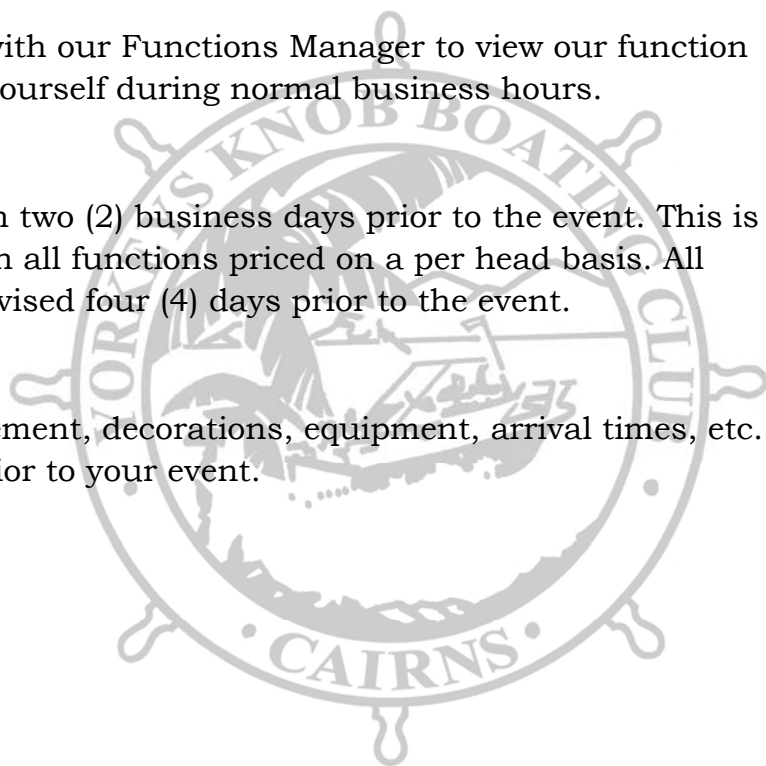 with our Functions Manager to view our function
ourself during normal business hours.
YORKEYS KNOB BOATING CLUB
n two (2) business days prior to the event. This is
n all functions priced on a per head basis. All
vised four (4) days prior to the event.
ement, decorations, equipment, arrival times, etc.
ior to your event.
• CAIRNS •